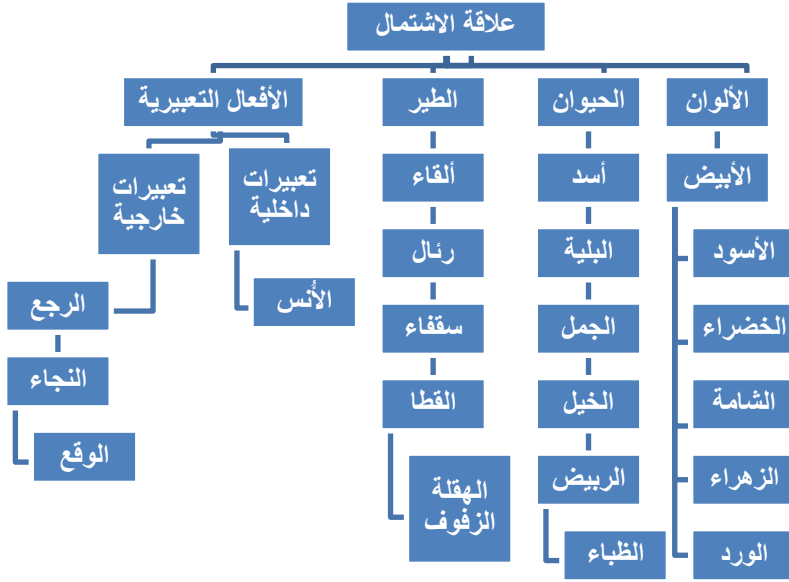 علاقة الاشتمال
الألوان
الحيوان
الطير
الأفعال التعبيرية
الأبيض
أسد
ألقاء
تعبيرات
داخلية
تعبيرات
خارجية
الأسود
البلية
رئال
الأُنس
الرجع
الخضراء
الجمل
سقفاء
النجاء
الشامة
الخيل
القطا
الوقع
الزهراء
الربيض
الهقلة
الزفوف
الورد
الظباء